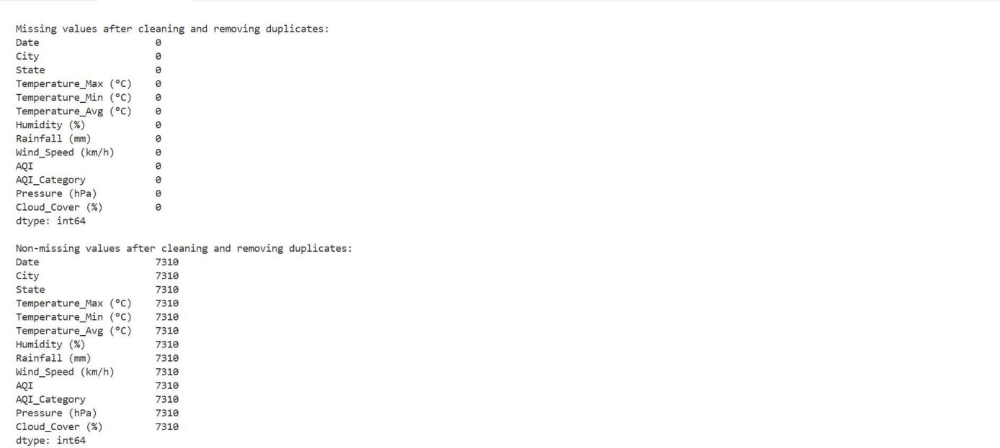 Missing values after cleaning and removing duplicates:
Date                    0
City                    0
State                   0
Temperature_Max (°C)    0
Temperature_Min (°C)    0
Temperature_Avg (°C)    0
Humidity (%)            0
Rainfall (mm)           0
Wind_Speed (km/h)       0
AQI                     0
AQI_Category            0
Pressure (hPa)          0
Cloud_Cover (%)         0
dtype: int64
Non-missing values after cleaning and removing duplicates:
Date                    7310
City                    7310
State                   7310
Temperature_Max (°C)    7310
Temperature_Min (°C)    7310
Temperature_Avg (°C)    7310
Humidity (%)            7310
Rainfall (mm)           7310
Wind_Speed (km/h)       7310
AQI                     7310
AQI_Category            7310
Pressure (hPa)          7310
Cloud_Cover (%)         7310
dtype: int64